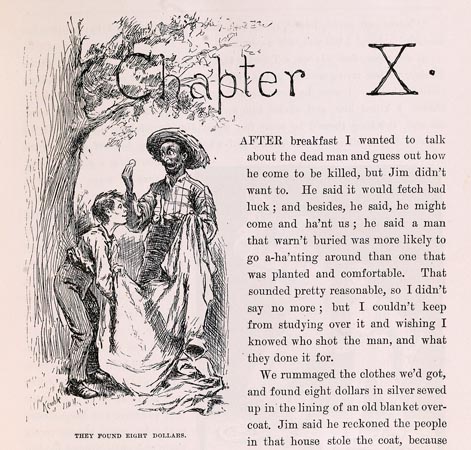 Chapter X.
AFTER breakfast I wanted to talk
about the dead man and guess out how
he come to be killed, but Jim didn't
want to. He said it would fetch bad
luck; and besides, he said, he might
come and ha'nt us; he said a man
that warn't buried was more likely to
go a-ha'nting around than one that
was planted and comfortable. That
sounded pretty reasonable, so I didn't
say no more; but I couldn't keep
from studying over it and wishing I
knowed who shot the man, and what
they done it for.
We rummaged the clothes we'd got,
and found eight dollars in silver sewed
up in the lining of an old blanket over-
coat. Jim said he reckoned the people
in that house stole the coat, because
THEY FOUND EIGHT DOLLARS.